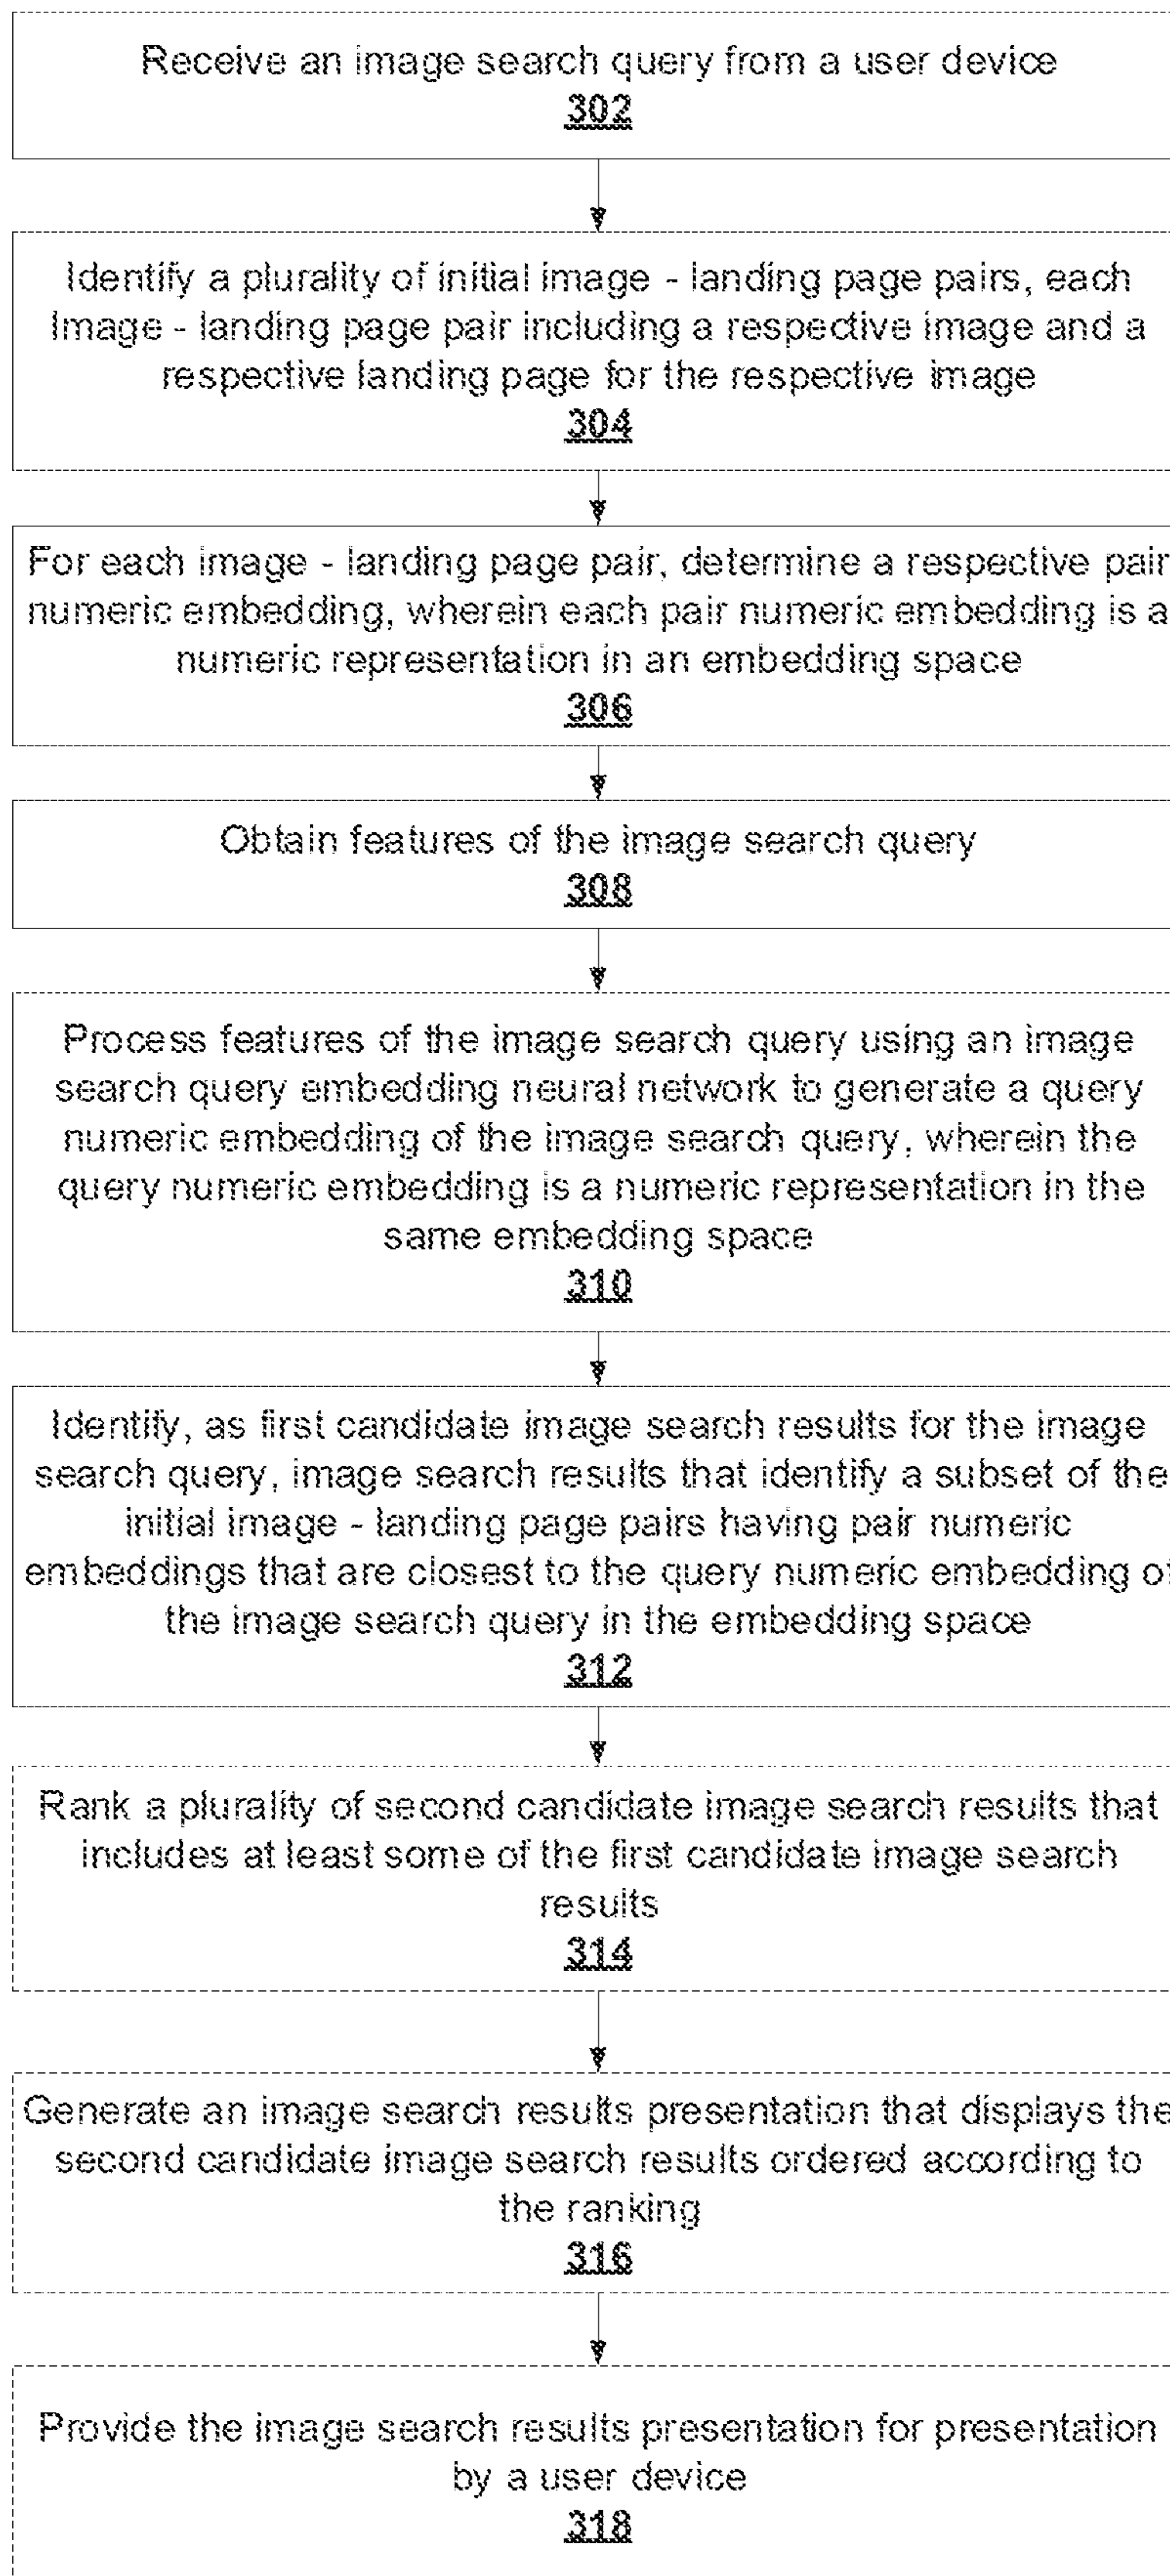 Receive an image search query from a user device
302
Identify a plurality of initial image - landing page pairs, each
Image - landing page pair including a respective image and a
respective landing page for the respective image
304
For each image - landing page pair, determine a respective pair
numeric embedding, wherein each pair numeric embedding is a
numeric representation in an embedding space
306
Obtain features of the image search query
308
Process features of the image search query using an image
search query embedding neural network to generate a query
numeric embedding of the image search query, wherein the
query numeric embedding is a numeric representation in the
same embedding space
310
Identify, as first candidate image search results for the image
search query, image search results that identify a subset of the
initial image - landing page pairs having pair numeric
embeddings that are closest to the query numeric embedding of
the image search query in the embedding space
312
Rank a plurality of second candidate image search results that
includes at least some of the first candidate image search
results
314
Generate an image search results presentation that displays the
second candidate image search results ordered according to
the ranking
316
Provide the image search results presentation for presentation
by a user device
318